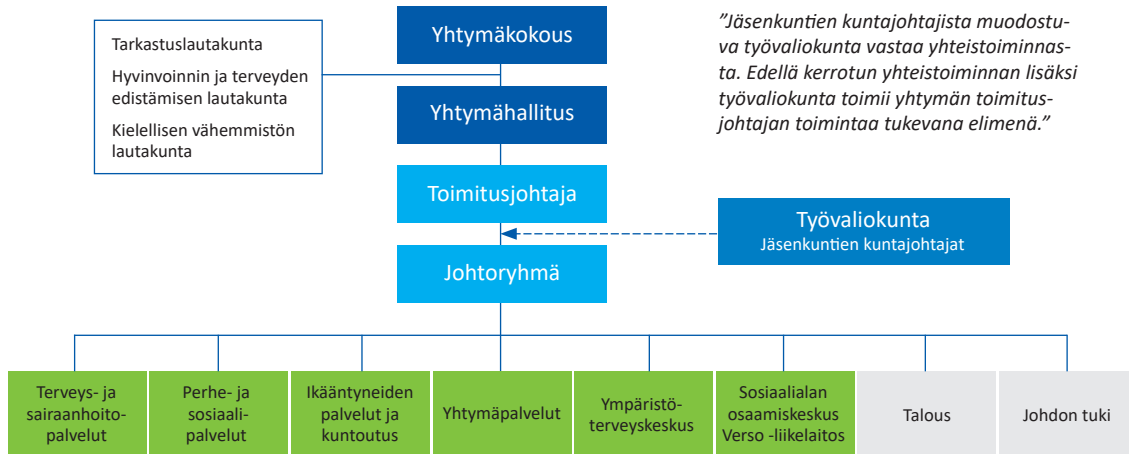 Tarkastuslautakunta
Hyvinvoinnin ja terveyden
edistämisen lautakunta
Kielellisen vähemmistön
lautakunta
Yhtymäkokous
Yhtymähallitus
Toimitusjohtaja
Johtoryhmä
”Jäsenkuntien kuntajohtajista muodostu-
va työvaliokunta vastaa yhteistoiminnas-
ta. Edellä kerrotun yhteistoiminnan lisäksi
työvaliokunta toimii yhtymän toimitus-
johtajan toimintaa tukevana elimenä.”
Työvaliokunta
Jäsenkuntien kuntajohtajat
Terveys- ja
sairaanhoito-
palvelut
Perhe- ja
sosiaali-
palvelut
Ikääntyneiden
palvelut ja
kuntoutus
Yhtymäpalvelut
Ympäristö-
terveyskeskus
Sosiaalialan
osaamiskeskus
Verso -liikelaitos
Talous
Johdon tuki